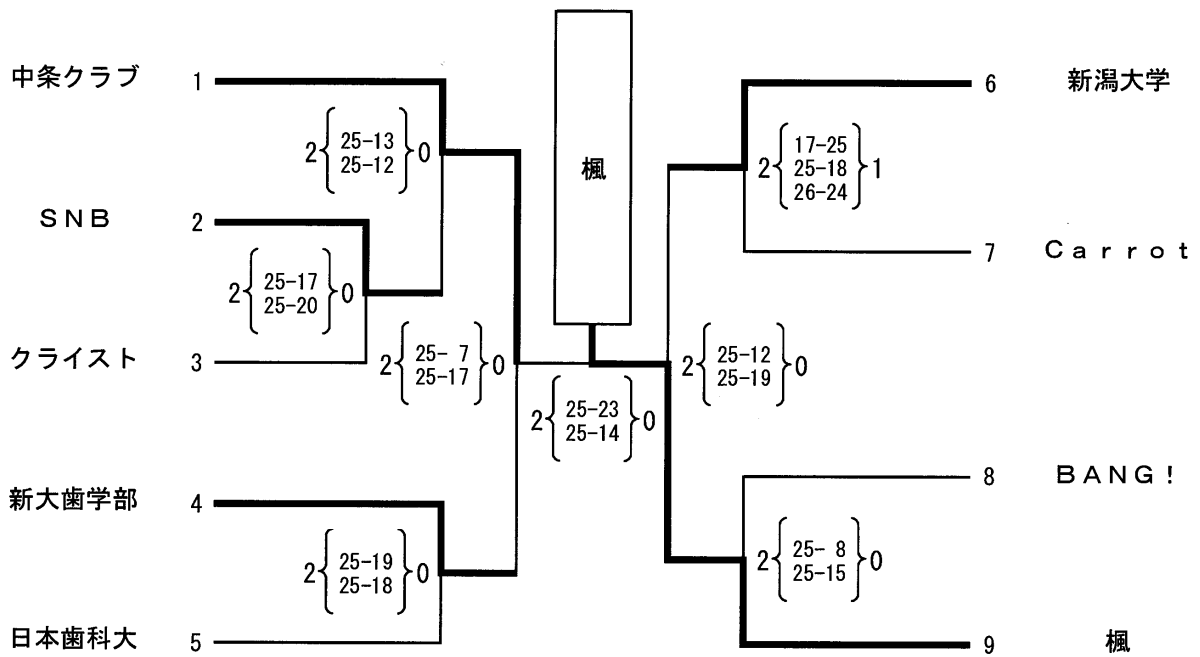 中条クラブ 1
2 25-13 0
25-12
SNB 2
2 25-17 0
25-20
クライスト 3
2 25- 7 0
25-17
新大歯学部 4
2 25-19 0
25-18
日本歯科大 5
楓
2 25-23 0
25-14
6 新潟大学
17-25
2 25-18 1
26-24
7 Carrot
2 25-12 0
25-19
8 BANG!
2 25- 8 0
25-15
9 楓